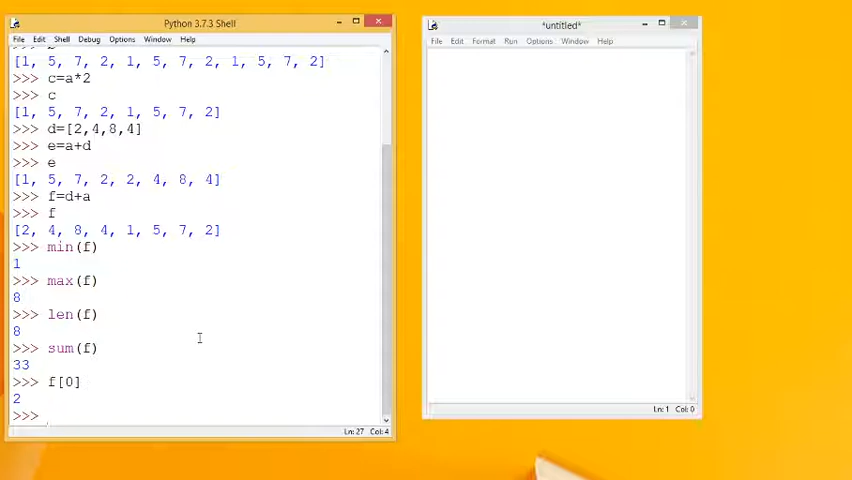 Python 3.7.3 Shell
File Edit Shell Debug Options Window Help
[1, 5, 7, 2, 1, 5, 7, 2, 1, 5, 7, 2]
>>> c=a*2
>>> c
[1, 5, 7, 2, 1, 5, 7, 2]
>>> d=[2,4,8,4]
>>> e=a+d
>>> e
[1, 5, 7, 2, 2, 4, 8, 4]
>>> f=d+a
>>> f
[2, 4, 8, 4, 1, 5, 7, 2]
>>> min(f)
1
>>> max(f)
8
>>> len(f)
8
>>> sum(f)
33
>>> f[0]
2
>>>
Ln: 27 Col: 4
*untitled*
File Edit Format Run Options Window Help
Ln: 1 Col: 0